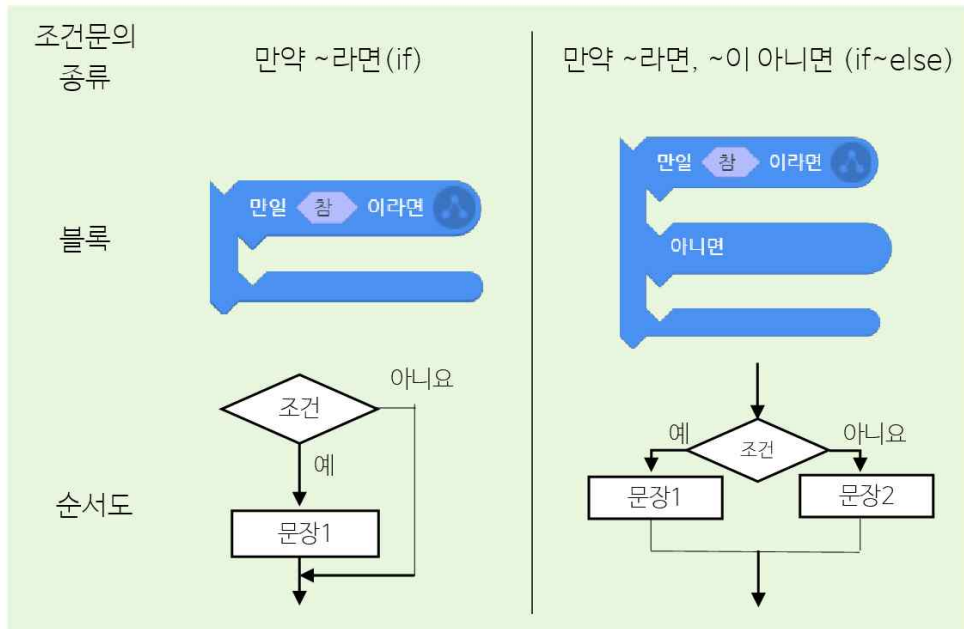 조건문의
종류
만약 ~라면(if)
만약 ~라면, ~이 아니면 (if~else)
블록
만일 참 이라면
만일 참 이라면
아니면
순서도
조건
아니요
예
문장1
예
조건
아니요
문장1
문장2